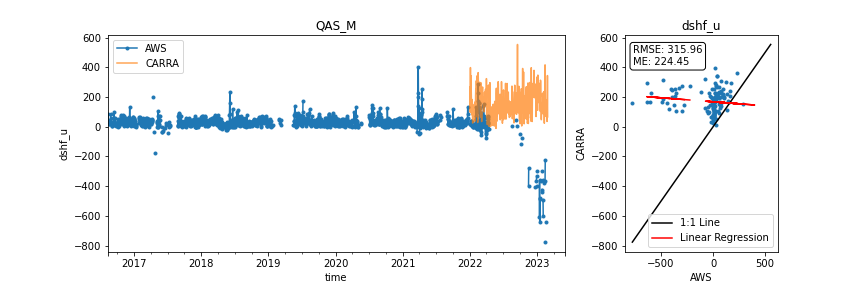 QAS_M
dshf_u
AWS
CARRA
600
400
200
0
−200
−400
−600
−800
dshf_u
2017
2018
2019
2020
2021
2022
2023
time
dshf_u
RMSE: 315.96
ME: 224.45
600
400
200
0
−200
−400
−600
−800
CARRA
1:1 Line
Linear Regression
−500
0
500
AWS